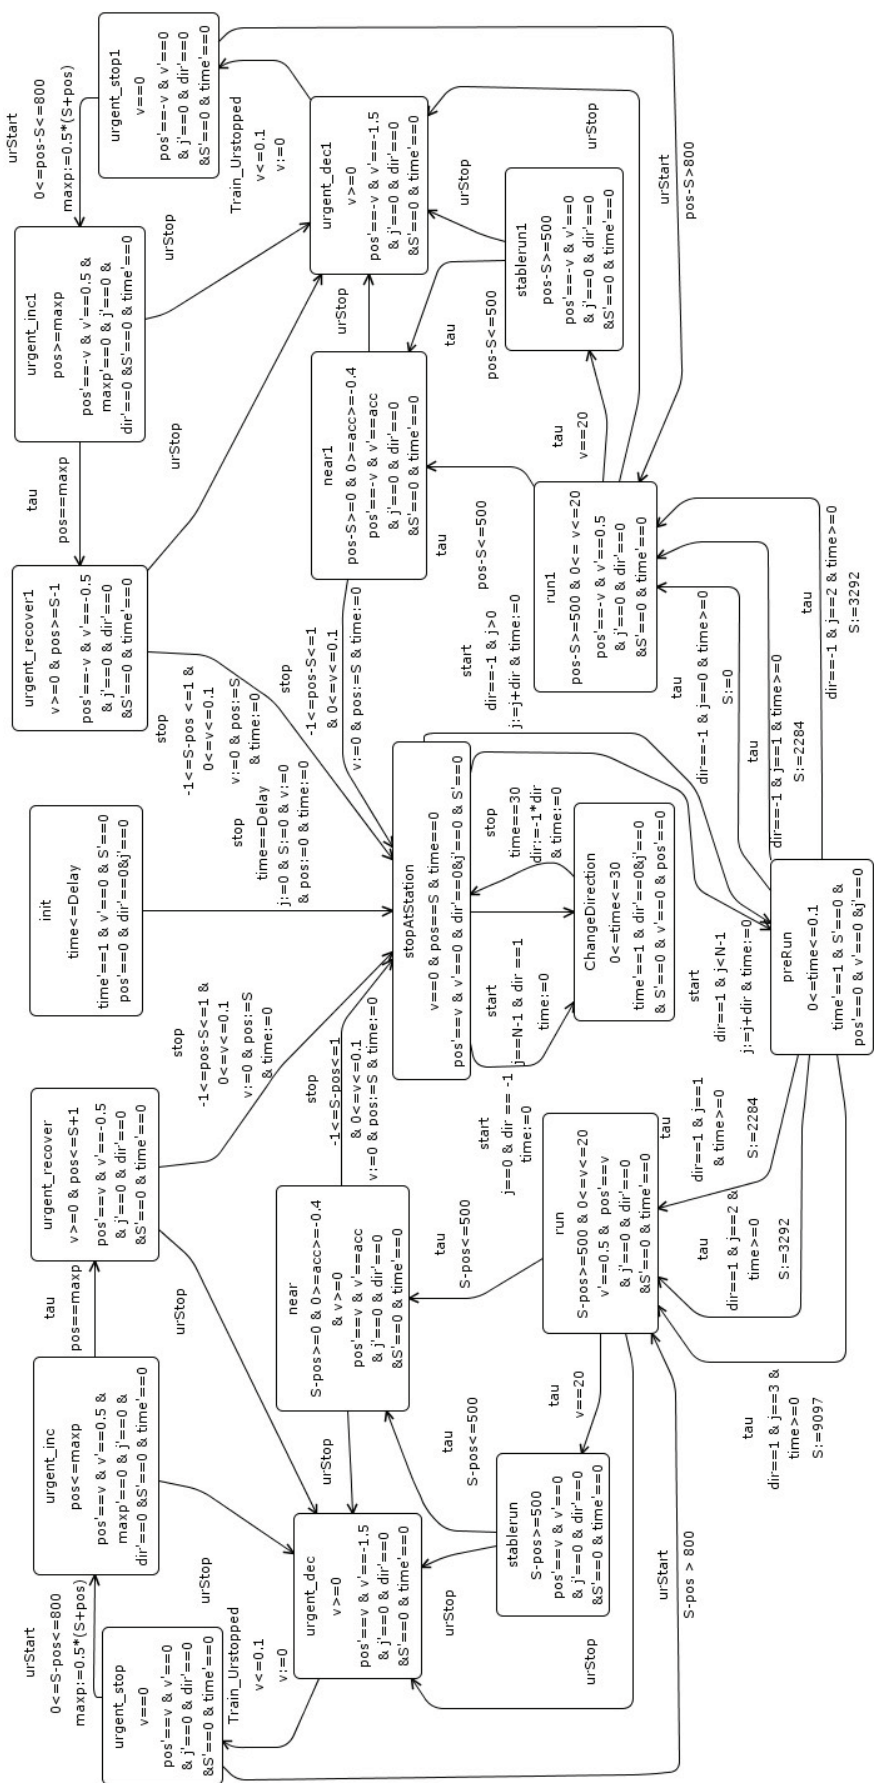 urStart
0<=S-pos<=800
maxp:=0.5*(S+pos)
urgent_stop
v==0
pos'==v & v'==0
& j'==0 & dir'==0
&S'==0 & time'==0
urgent_inc
pos<=maxp
pos'==v & v'==0.5 &
maxp'==0 & j'==0 &
dir'==0 &S'==0 & time'==0
tau
pos==maxp
urgent_recover
v>=0 & pos<=S+1
pos'==v & v'==-0.5
& j'==0 & dir'==0
&S'==0 & time'==0
init
time<=Delay
time'==1 & v'==0 & S'==0
pos'==0 & dir'==0&j'==0
urgent_recover1
v>=0 & pos>=S-1
pos'==-v & v'==-0.5
& j'==0 & dir'==0
&S'==0 & time'==0
tau
pos==maxp
urgent_inc1
pos>=maxp
pos'==-v & v'==0.5 &
maxp'==0 & j'==0 &
dir'==0 &S'==0 & time'==0
urStart
0<=pos-S<=800
maxp:=0.5*(S+pos)
urgent_stop1
v==0
pos'==-v & v'==0
& j'==0 & dir'==0
&S'==0 & time'==0
Train_Urstopped
v<=0.1
v:=0
urStop
urStop
stop
-1<=pos-S<=1 &
0<=v<=0.1
v:=0 & pos:=S
& time:=0
stop
time==Delay
j:=0 & S:=0 & v:=0
& pos:=0 & time:=0
stop
-1<=S-pos <=1 &
0<=v<=0.1
v:=0 & pos:=S
& time:=0
urStop
urStop
Train_Urstopped
v<=0.1
v:=0
urgent_dec
v>=0
pos'==v & v'==-1.5
& j'==0 & dir'==0
&S'==0 & time'==0
urStop
near
S-pos>=0 & 0>=acc>=-0.4
& v>=0
pos'==v & v'==acc
& j'==0 & dir'==0
&S'==0 & time'==0
stop
-1<=S-pos<=1
& 0<=v<=0.1
v:=0 & pos:=S & time:=0
stop
-1<=pos-S<=1
& 0<=v<=0.1
v:=0 & pos:=S & time:=0
near1
pos-S>=0 & 0>=acc>=-0.4
pos'==-v & v'==acc
& j'==0 & dir'==0
&S'==0 & time'==0
urStop
urgent_dec1
v>=0
pos'==-v & v'==-1.5
& j'==0 & dir'==0
&S'==0 & time'==0
stopAtStation
v==0 & pos==S & time==0
pos'==v & v'==0 & dir'==0&j'==0 & S'==0
urStop
tau
S-pos<=500
tau
S-pos<=500
start
j==0 & dir == -1
time:=0
start
j==N-1 & dir ==1
time:=0
stop
time==30
dir:=-1*dir
& time:=0
start
dir==-1 & j>0
j:=j+dir & time:=0
tau
pos-S<=500
tau
pos-S<=500
urStop
stablerun
S-pos>=500
pos'==v & v'==0
& j'==0 & dir'==0
&S'==0 & time'==0
tau
v==20
run
S-pos>=500 & 0<=v<=20
v'==0.5 & pos'==v
& j'==0 & dir'==0
&S'==0 & time'==0
ChangeDirection
0<=time<=30
time'==1 & dir'==0&j'==0
& S'==0 & v'==0 & pos'==0
run1
pos-S>=500 & 0<= v<=20
pos'==-v & v'==0.5
& j'==0 & dir'==0
&S'==0 & time'==0
tau
v==20
stablerun1
pos-S>=500
pos'==-v & v'==0
& j'==0 & dir'==0
&S'==0 & time'==0
urStop
urStop
urStart
S-pos > 800
tau
dir==1 & j==1
& time>=0
S:=2284
tau
dir==1 & j==2 &
time>=0
S:=3292
tau
dir==1 & j==3 &
time>=0
S:=9097
start
dir==1 & j<N-1
j:=j+dir & time:=0
preRun
0<=time<=0.1
time'==1 & S'==0 &
pos'==0 & v'==0 &j'==0
tau
dir==-1 & j==0 & time>=0
S:=0
tau
dir==-1 & j==1 & time>=0
S:=2284
tau
dir==-1 & j==2 & time>=0
S:=3292
urStart
pos-S>800